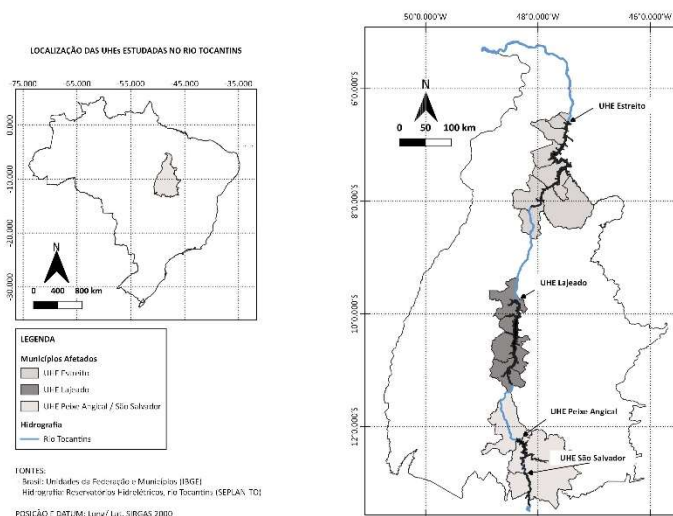 LOCALIZAÇÃO DAS UHEs ESTUDADAS NO RIO TOCANTINS
-75.000 -65.000 -55.000 -45.000 -35.000
0.000
-10.000
-20.000
-30.000
N
0 400 800 km
LEGENDA
Municípios Afetados
UHE Estreito
UHE Lajeado
UHE Peixe Angical / São Salvador
Hidrografia
Rio Tocantins
FONTES:
Brasil: Unidades da Federação e Municípios (IBGE)
Hidrografia: Reservatórios Hidrelétricos, rio Tocantins (SEPLAN-TO)
POSIÇÃO E DATUM: Long/ Lat, SIRGAS 2000
50°0.000'W 48°0.000'W 46°0.000'W
6°0.000'S
8°0.000'S
10°0.000'S
12°0.000'S
N
0 50 100 km
UHE Estreito
UHE Lajeado
UHE Peixe Angical
UHE São Salvador